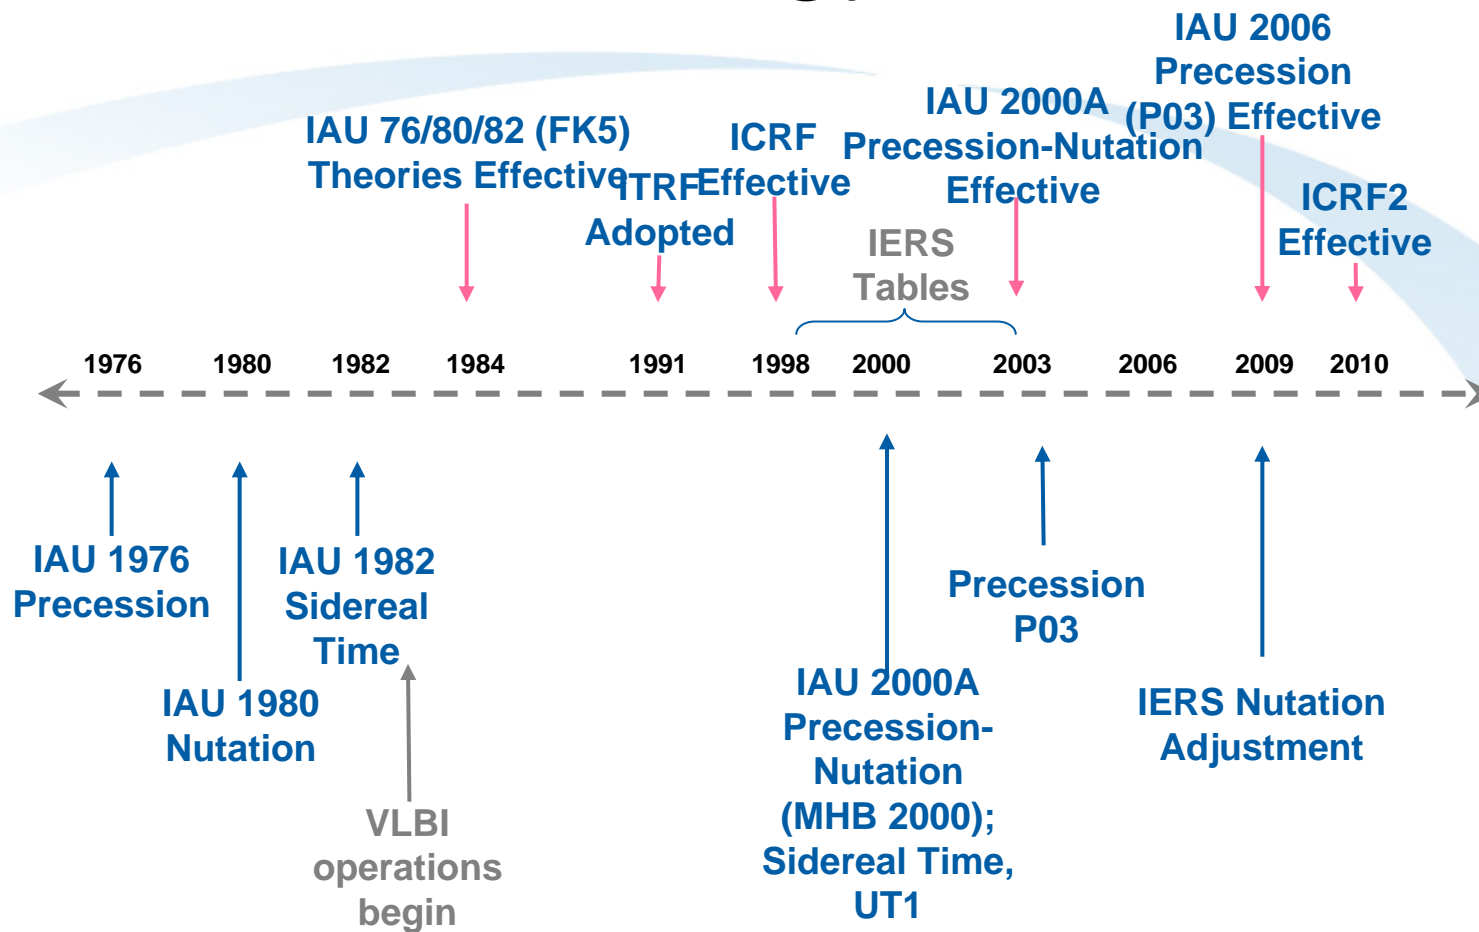 IAU 2006
Precession
(P03) Effective
IAU 2000A
Precession-Nutation
Effective
IAU 76/80/82 (FK5)
Theories Effective
ICRF
Effective
ITRF
Adopted
ICRF2
Effective
IERS
Tables
1976 1980 1982 1984 1991 1998 2000 2003 2006 2009 2010
IAU 1976
Precession
IAU 1980
Nutation
IAU 1982
Sidereal
Time
VLBI
operations
begin
IAU 2000A
Precession-
Nutation
(MHB 2000);
Sidereal Time,
UT1
Precession
P03
IERS Nutation
Adjustment